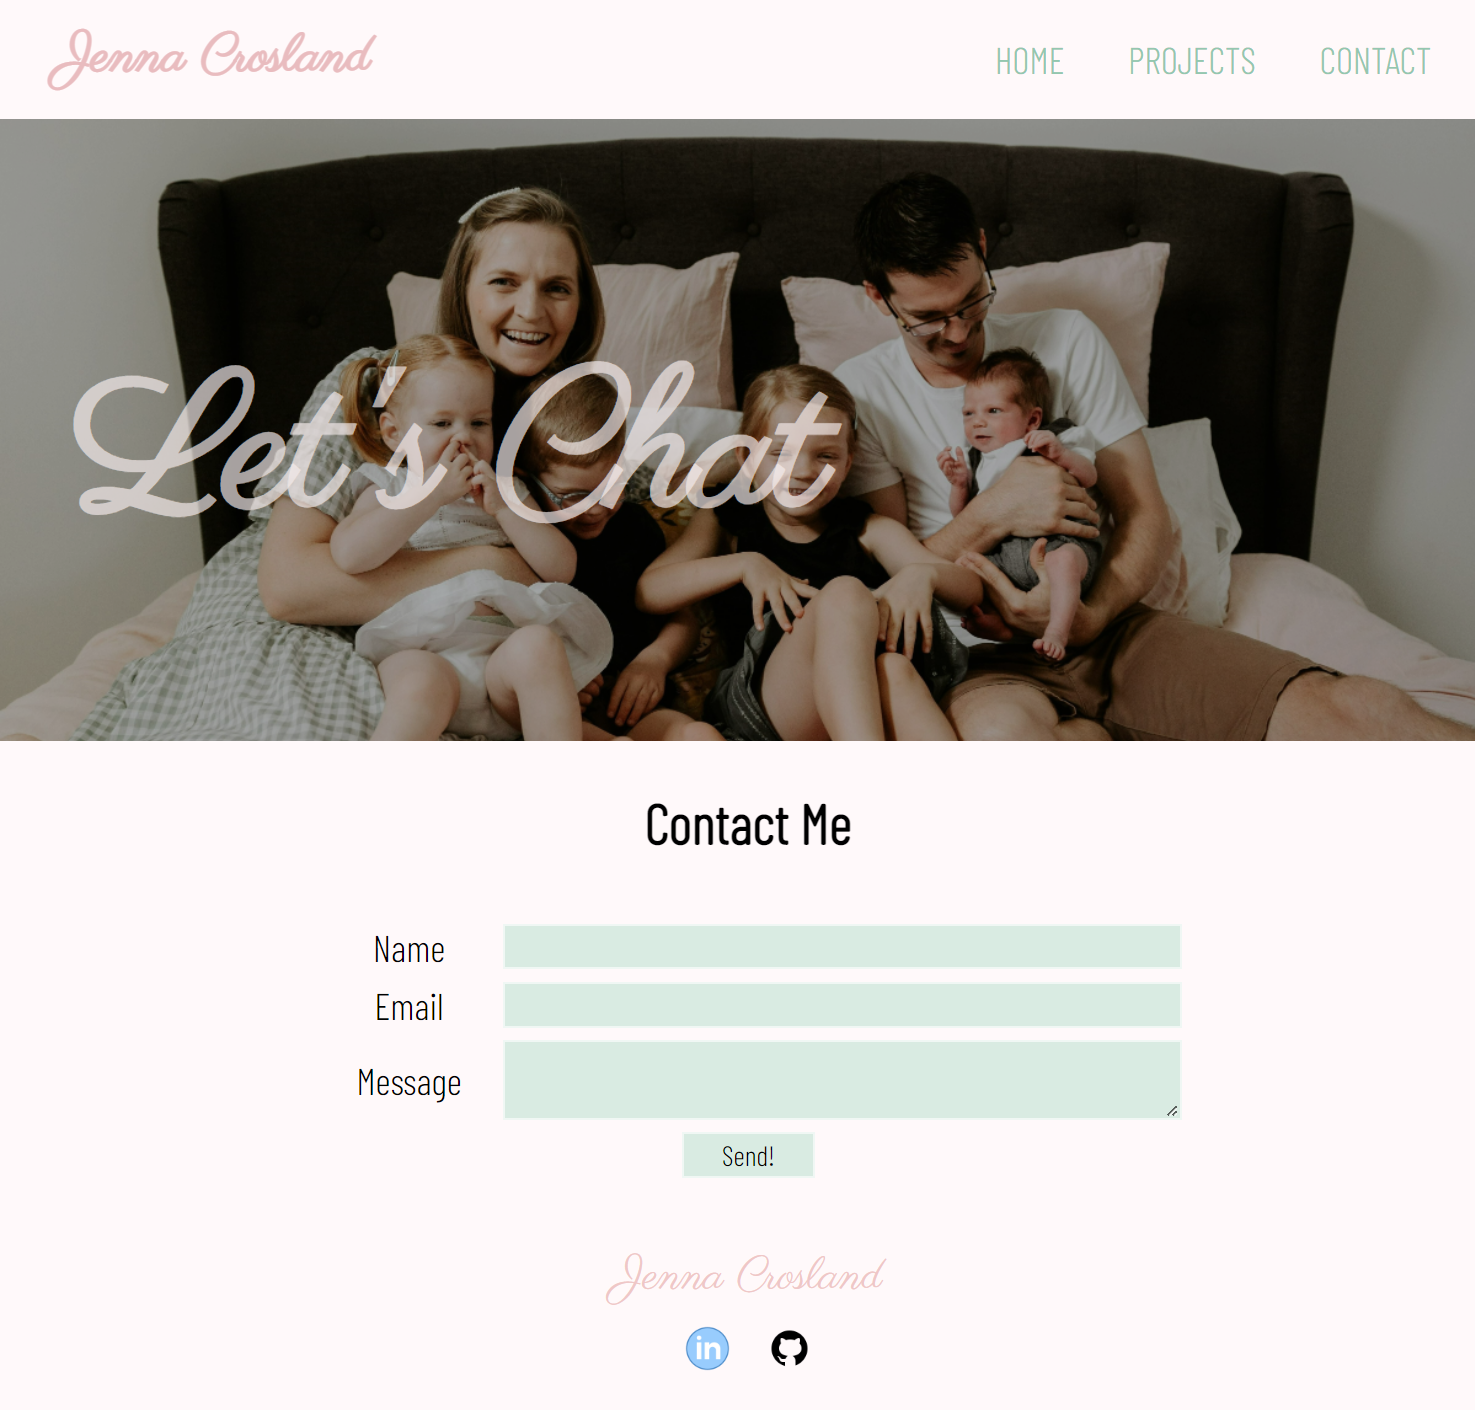 Jenna Crosland
HOME PROJECTS CONTACT
Let's Chat
Contact Me
Name
Email
Message
Send!
Jenna Crosland
in